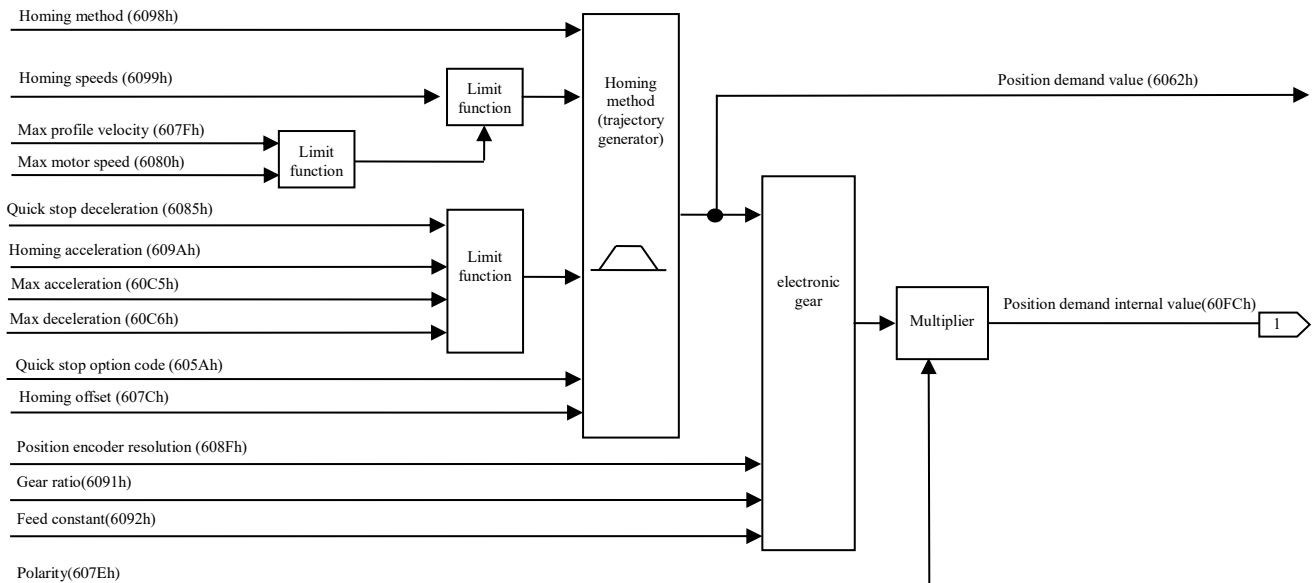 Homing method (6098h)
Homing speeds (6099h)
Max profile velocity (607Fh)
Max motor speed (6080h)
Limit
function
Limit
function
Quick stop deceleration (6085h)
Homing acceleration (609Ah)
Max acceleration (60C5h)
Max deceleration (60C6h)
Limit
function
Quick stop option code (605Ah)
Homing offset (607Ch)
Homing
method
(trajectory
generator)
Position demand value (6062h)
Position encoder resolution (608Fh)
Gear ratio(6091h)
Feed constant(6092h)
electronic
gear
Multiplier
Position demand internal value(60FCh)
1
Polarity(607Eh)